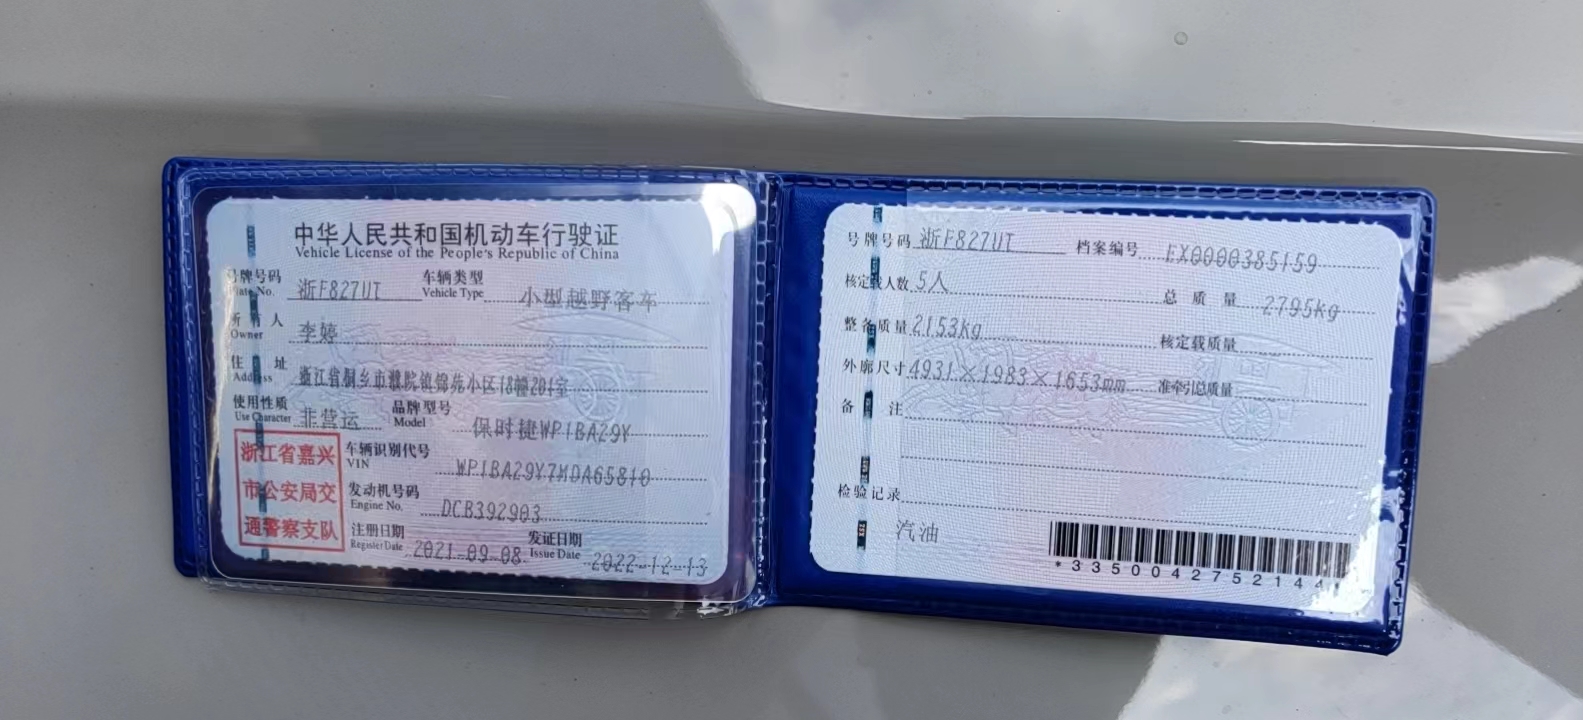 中华人民共和国机动车行驶证
Vehicle License of the People's Republic of China
号牌号码 浙F827UT 车辆类型 小型越野客车
Plate No. Vehicle Type
所有人 李婷
Owner
住址 浙江省桐乡市濮院镇锦苑小区18幢201室
Address
使用性质 非营运 品牌型号 保时捷WP1BA29Y
Use Character Model
浙江省嘉兴
市公安局交
通警察支队
车辆识别代号 WP1BA29Y7MDA65810
VIN
发动机号码 DCB392903
Engine No.
注册日期 2021-09-08 发证日期 2022-12-13
Register Date Issue Date
号牌号码 浙F827UT 档案编号
核定载人数 5人 总质量 2795kg
整备质量 2153kg 核定载质量
外廓尺寸 4931×1983×1653mm 准牵引总质量
备注
检验记录
汽油
*335004275214